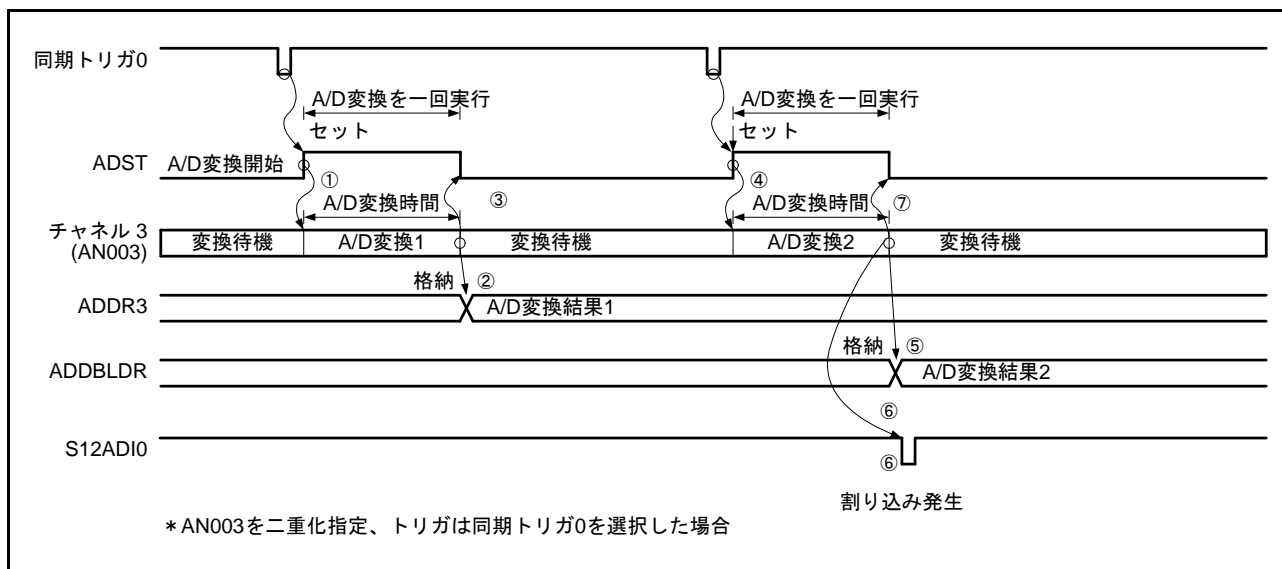 同期トリガ0
A/D変換を一回実行
A/D変換を一回実行
セット
セット
ADST
A/D変換開始
①
③
④
⑦
A/D変換時間
A/D変換時間
チャネル 3
(AN003)
変換待機
A/D変換1
変換待機
A/D変換2
変換待機
格納
②
ADDR3
A/D変換結果1
格納
⑤
ADDBLDR
A/D変換結果2
⑥
S12ADI0
⑥
割り込み発生
*AN003を二重化指定、トリガは同期トリガ0を選択した場合